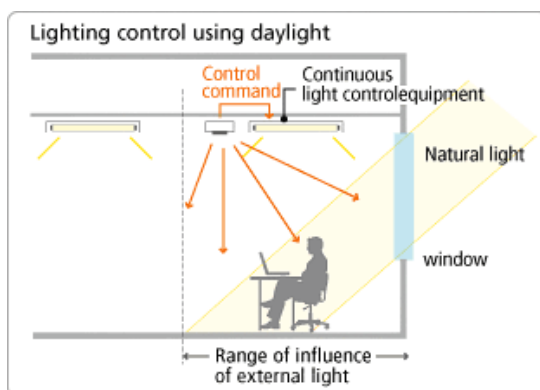 Lighting control using daylight
Control
command
Continuous
light controlequipment
Natural light
window
Range of influence
of external light